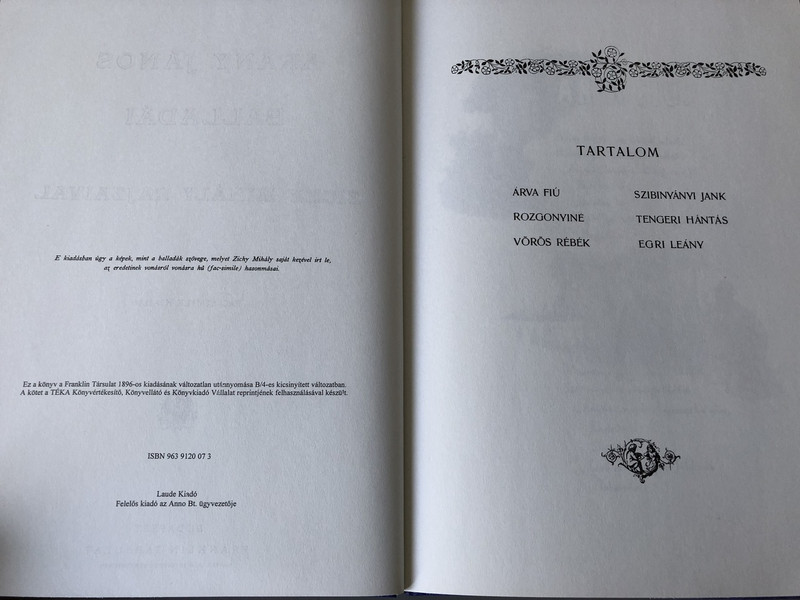 E kiadásban úgy a képek, mint a balladák szövege, melyet Zichy Mihály saját kezével írt le,
az eredetinek vonásról vonásra hű (fac-simile) hasonmásai.
Ez a könyv a Franklin Társulat 1896-os kiadásának változatlan utánnyomása B/4-es kicsinyített változatban.
A kötet a TÉKA Könyvértékesítő, Könyvellátó és Könyvkiadó Vállalat reprintjének felhasználásával készült.
ISBN 963 9120 07 3
Laude Kiadó
Felelős kiadó az Anno Bt. ügyvezetője
TARTALOM
ÁRVA FIÚ
ROZGONYINÉ
VÖRÖS RÉBÉK
SZIBINYÁNYI JANK
TENGERI HÁNTÁS
EGRI LEÁNY